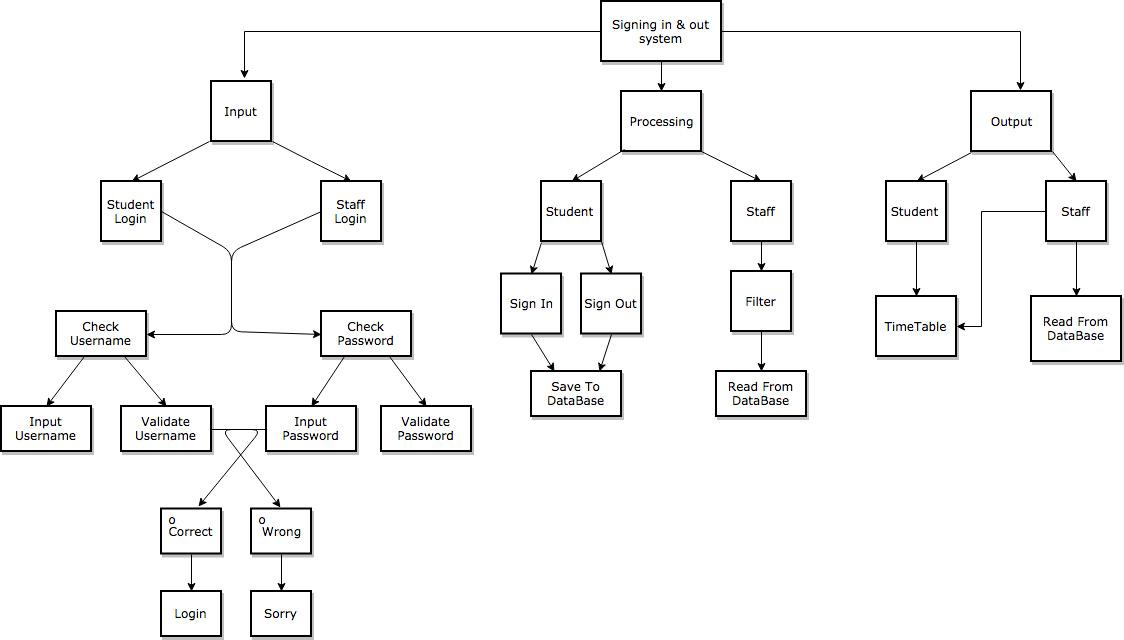 Signing in & out
system
Input
Processing
Output
Student
Login
Staff
Login
Student
Staff
Student
Staff
Sign In
Sign Out
Filter
TimeTable
Read From
DataBase
Check
Username
Check
Password
Save To
DataBase
Read From
DataBase
Input
Username
Validate
Username
Input
Password
Validate
Password
o
Correct
o
Wrong
Login
Sorry